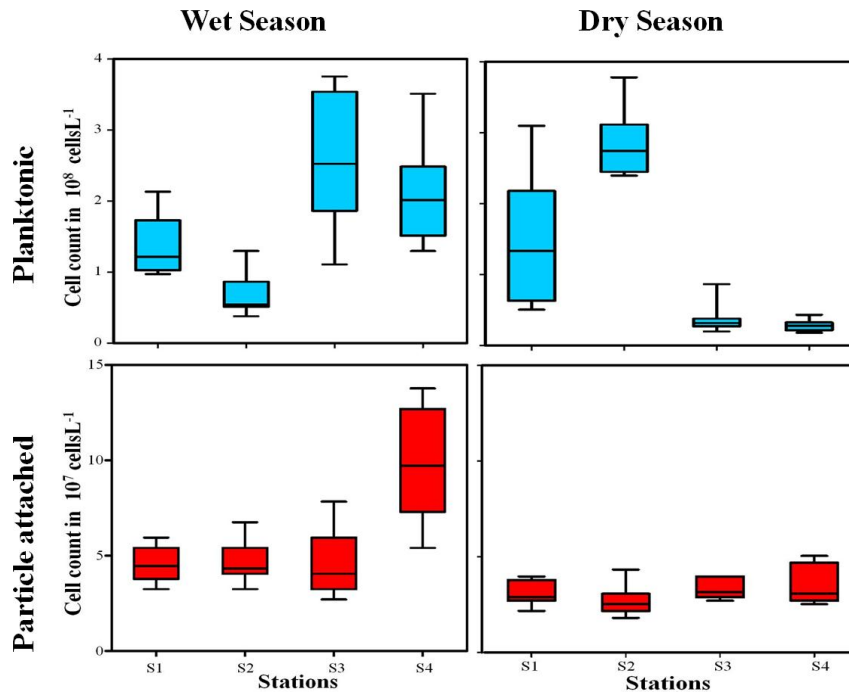 Wet Season
Dry Season
Planktonic
Cell count in 10⁸ cellsL⁻¹
4
3
2
1
0
Particle attached
Cell count in 10⁷ cellsL⁻¹
15
10
5
0
S1 S2 S3 S4
S1 S2 S3 S4
Stations
Stations